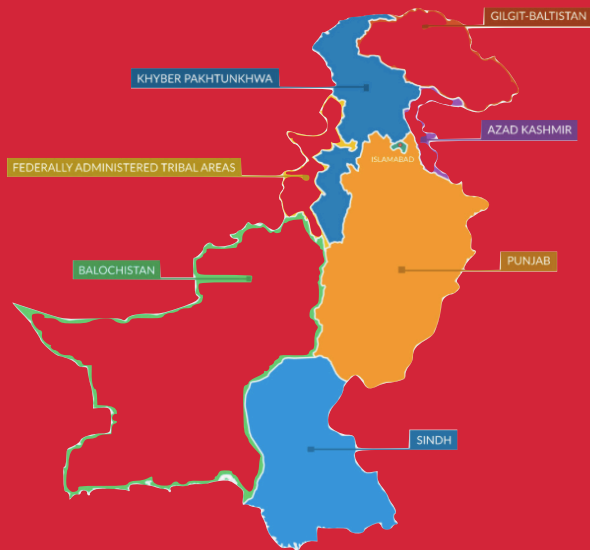 GILGIT-BALTISTAN
KHYBER PAKHTUNKHWA
AZAD KASHMIR
ISLAMABAD
FEDERALLY ADMINISTERED TRIBAL AREAS
PUNJAB
BALOCHISTAN
SINDH